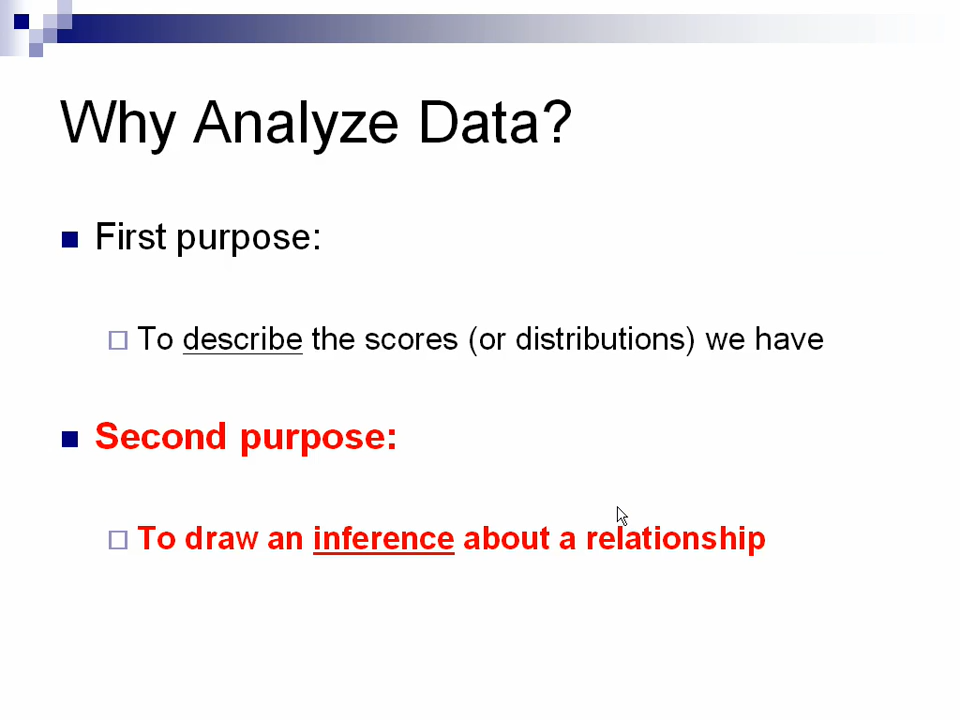 Why Analyze Data?
First purpose:
To describe the scores (or distributions) we have
Second purpose:
To draw an inference about a relationship